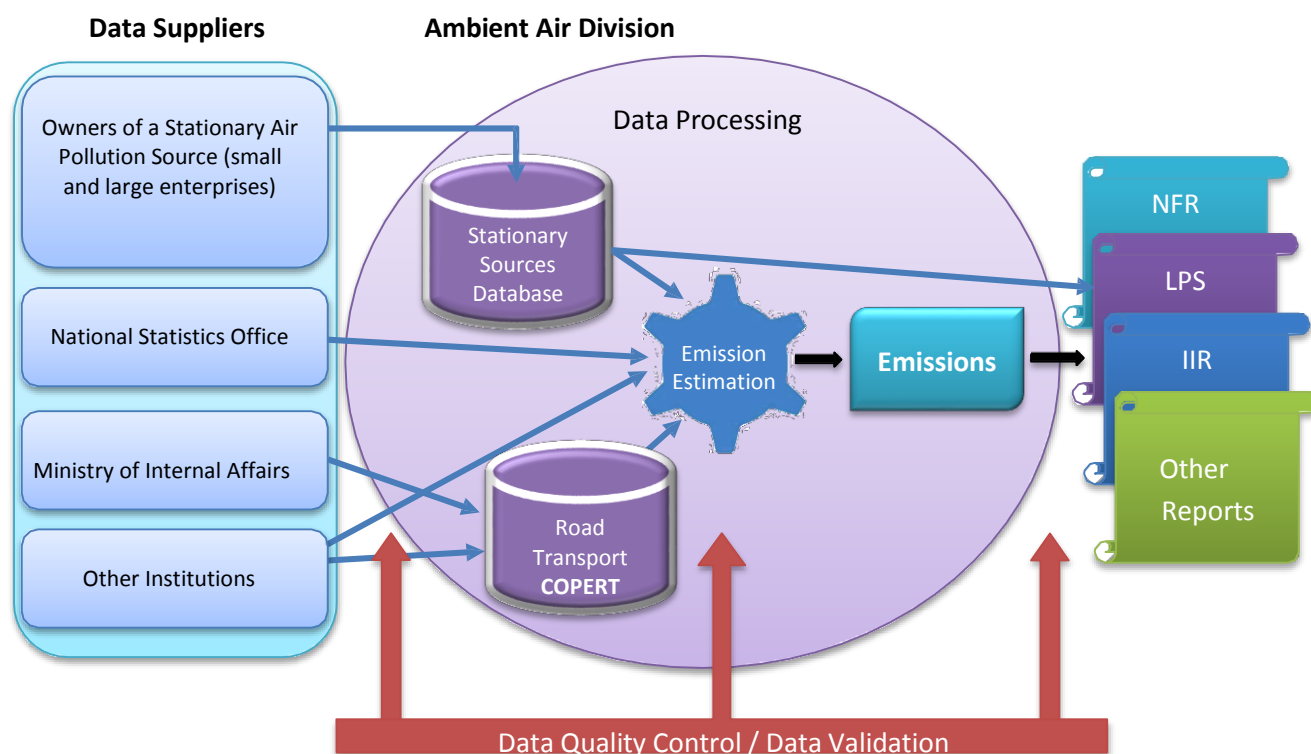 Data Suppliers
Ambient Air Division
Owners of a Stationary Air
Pollution Source (small
and large enterprises)
National Statistics Office
Ministry of Internal Affairs
Other Institutions
Data Processing
Stationary
Sources
Database
Emission
Estimation
Road
Transport
COPERT
Emissions
NFR
LPS
IIR
Other
Reports
Data Quality Control / Data Validation